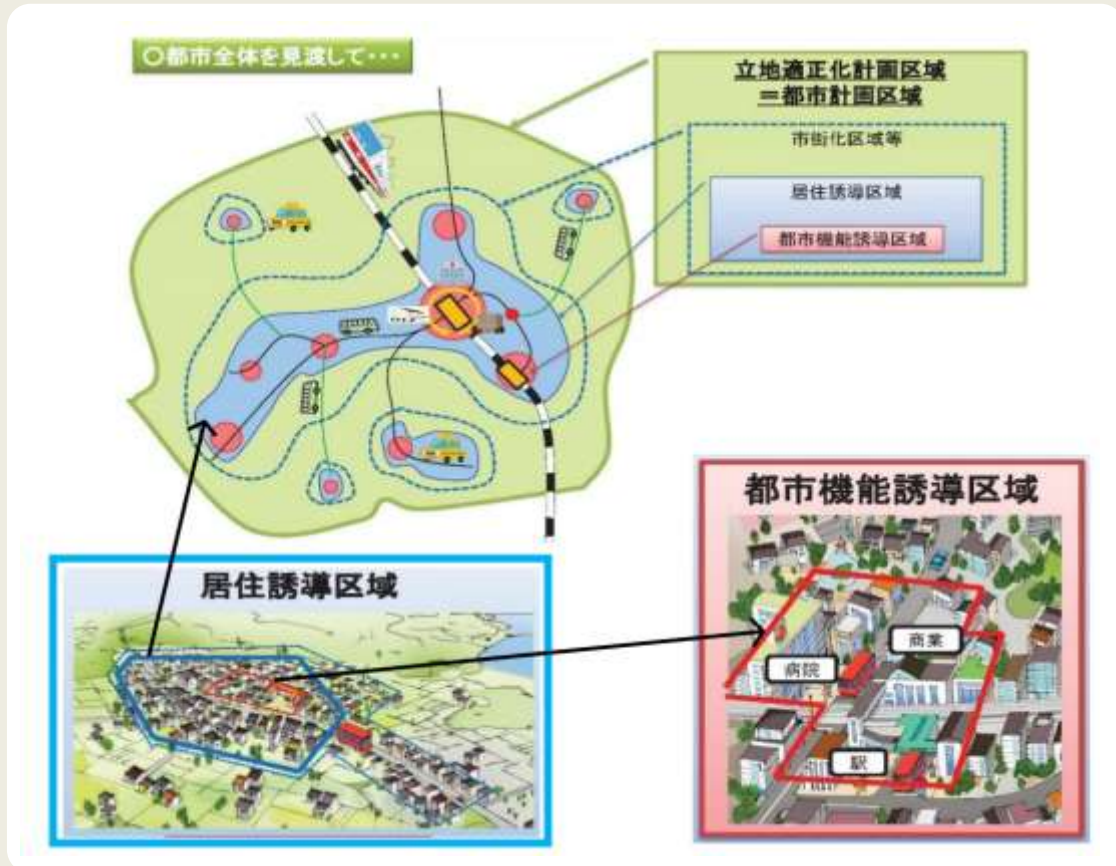 〇都市全体を見渡して・・・
立地適正化計画区域
＝都市計画区域
市街化区域等
居住誘導区域
都市機能誘導区域
居住誘導区域
都市機能誘導区域
商業
病院
駅